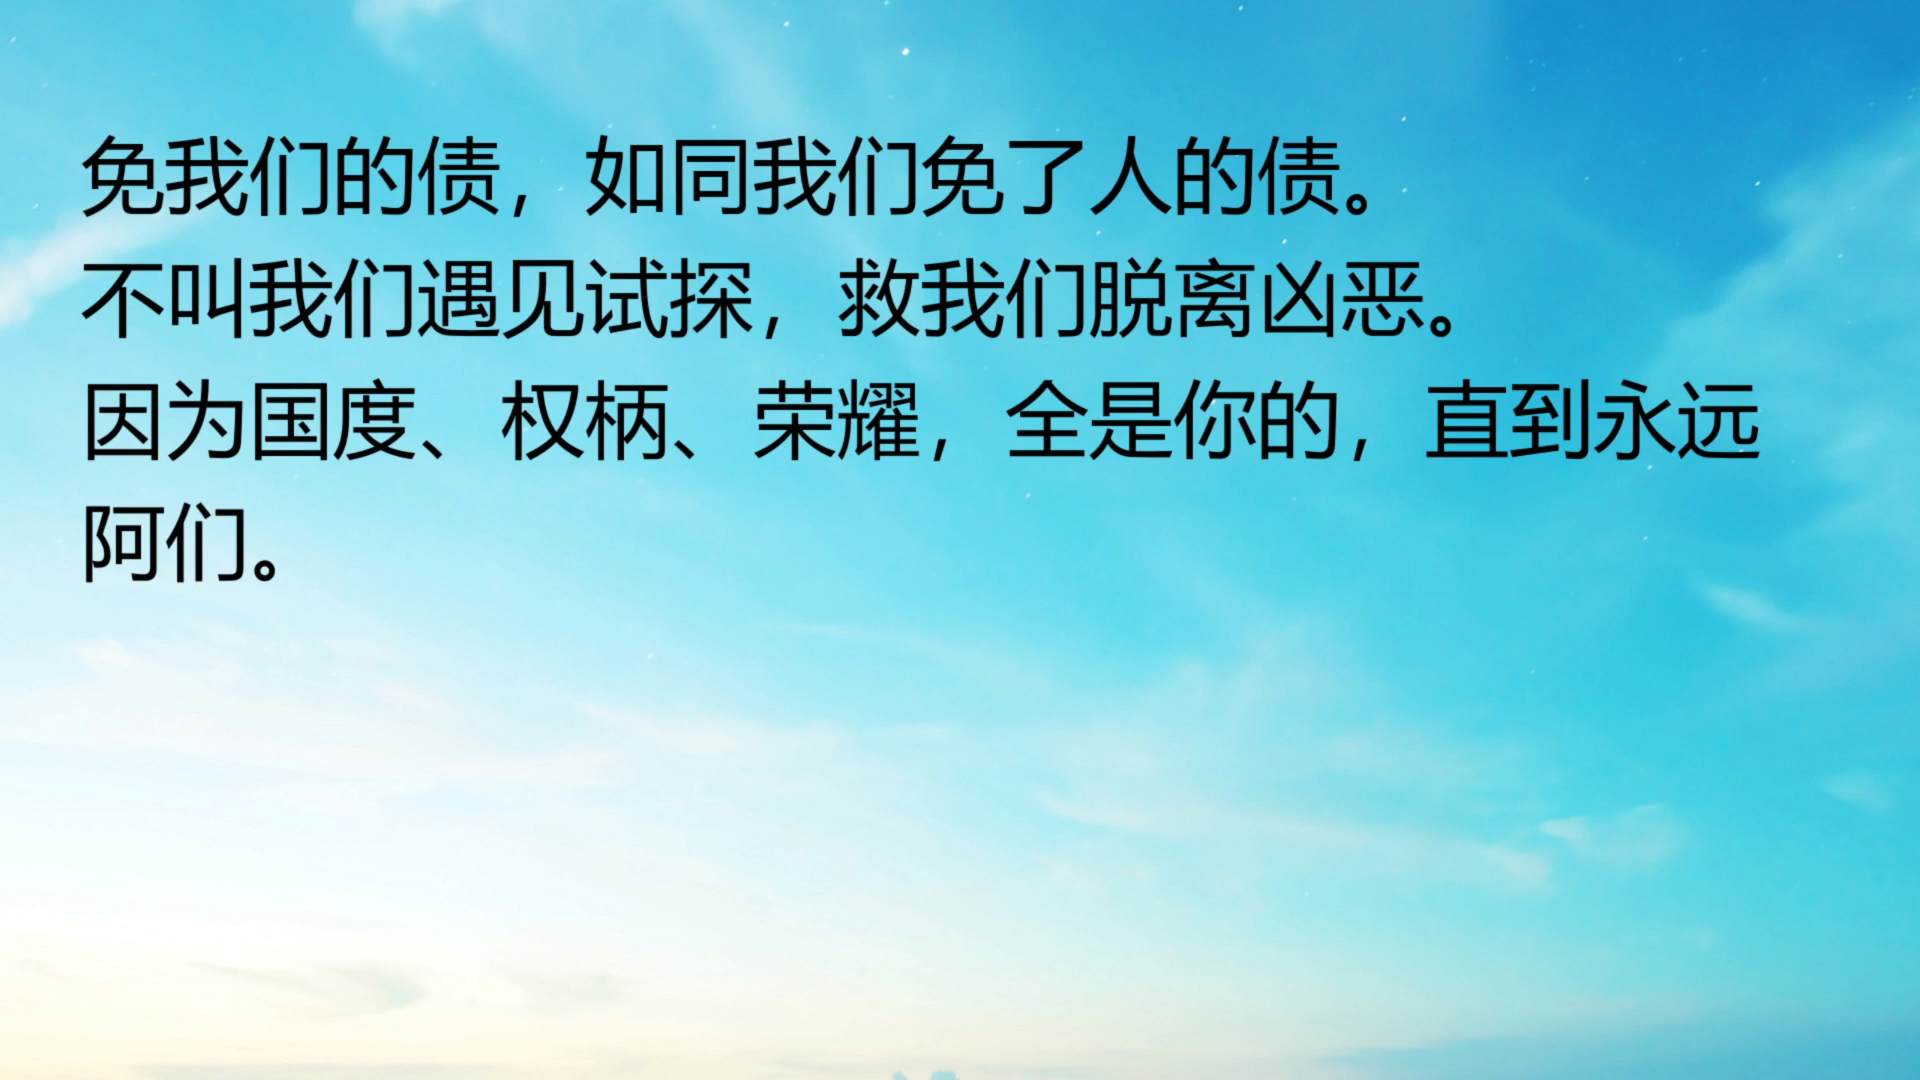 免我们的债，如同我们免了人的债。
不叫我们遇见试探，救我们脱离凶恶。
因为国度、权柄、荣耀，全是你的，直到永远
阿们。